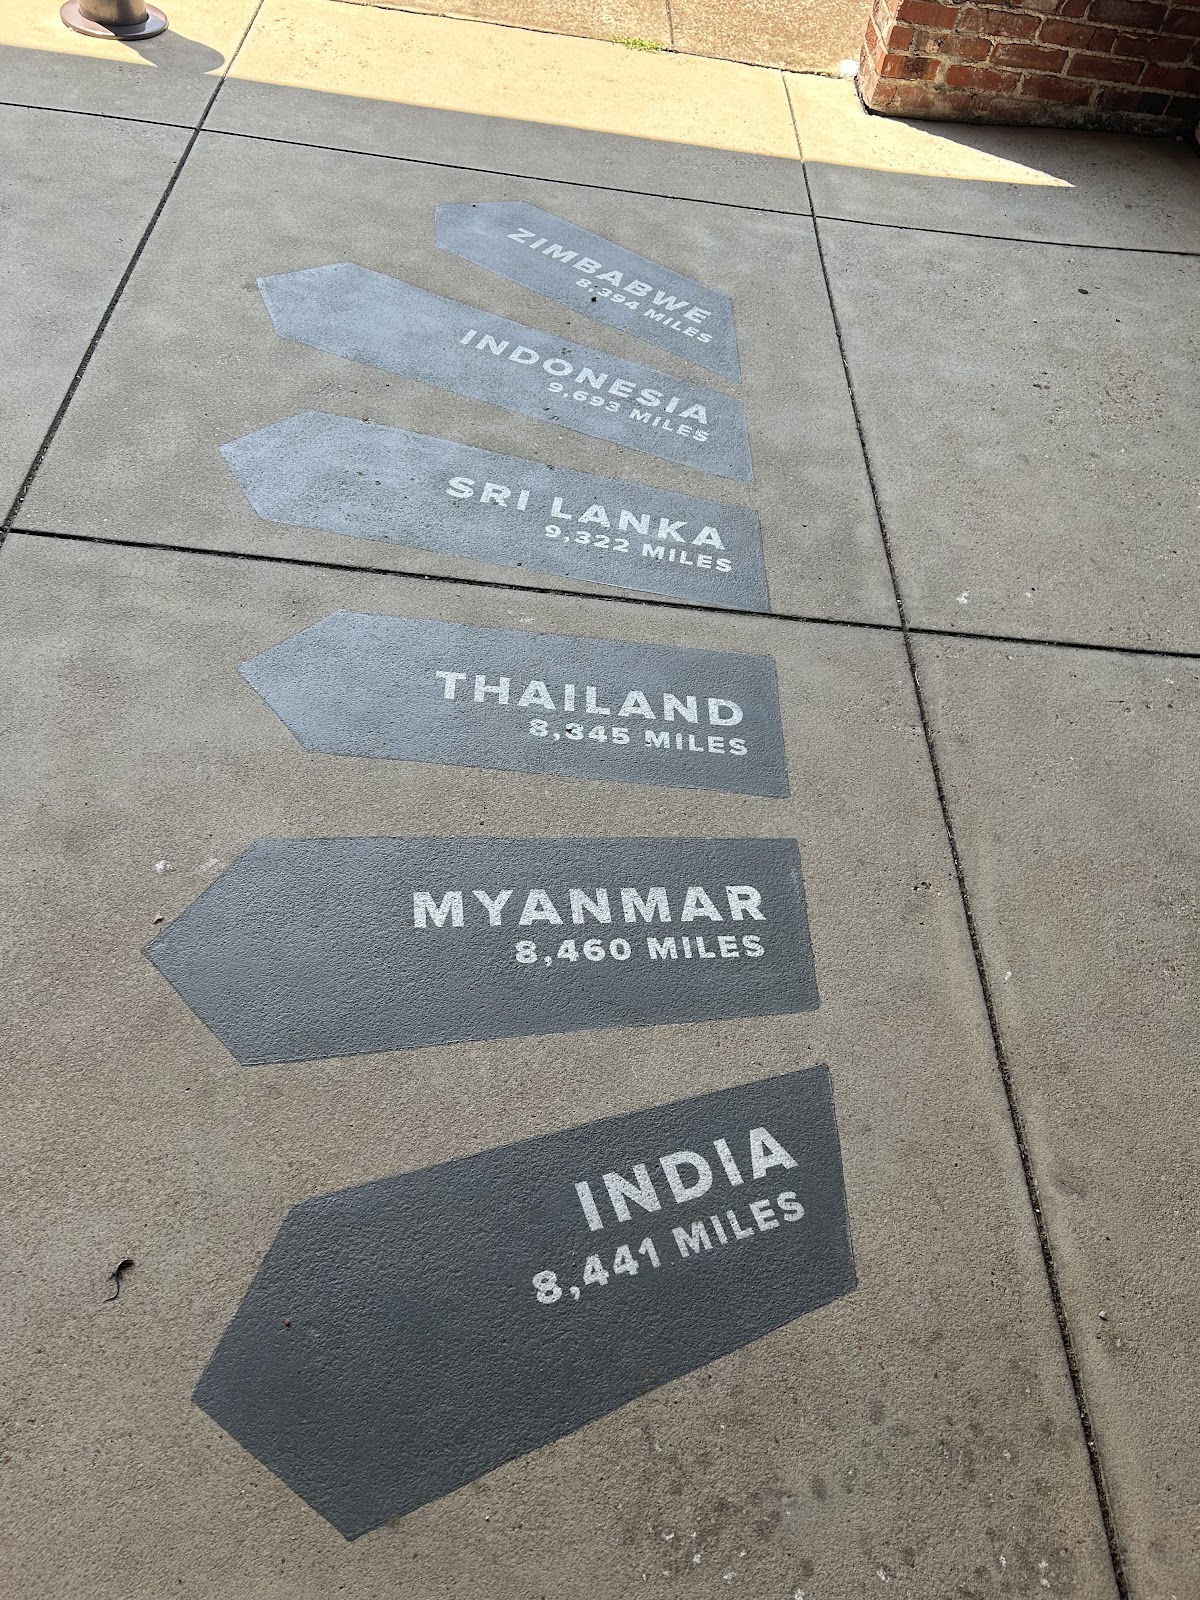 ZIMBABWE
8,394 MILES
INDONESIA
9,693 MILES
SRI LANKA
9,322 MILES
THAILAND
8,345 MILES
MYANMAR
8,460 MILES
INDIA
8,441 MILES